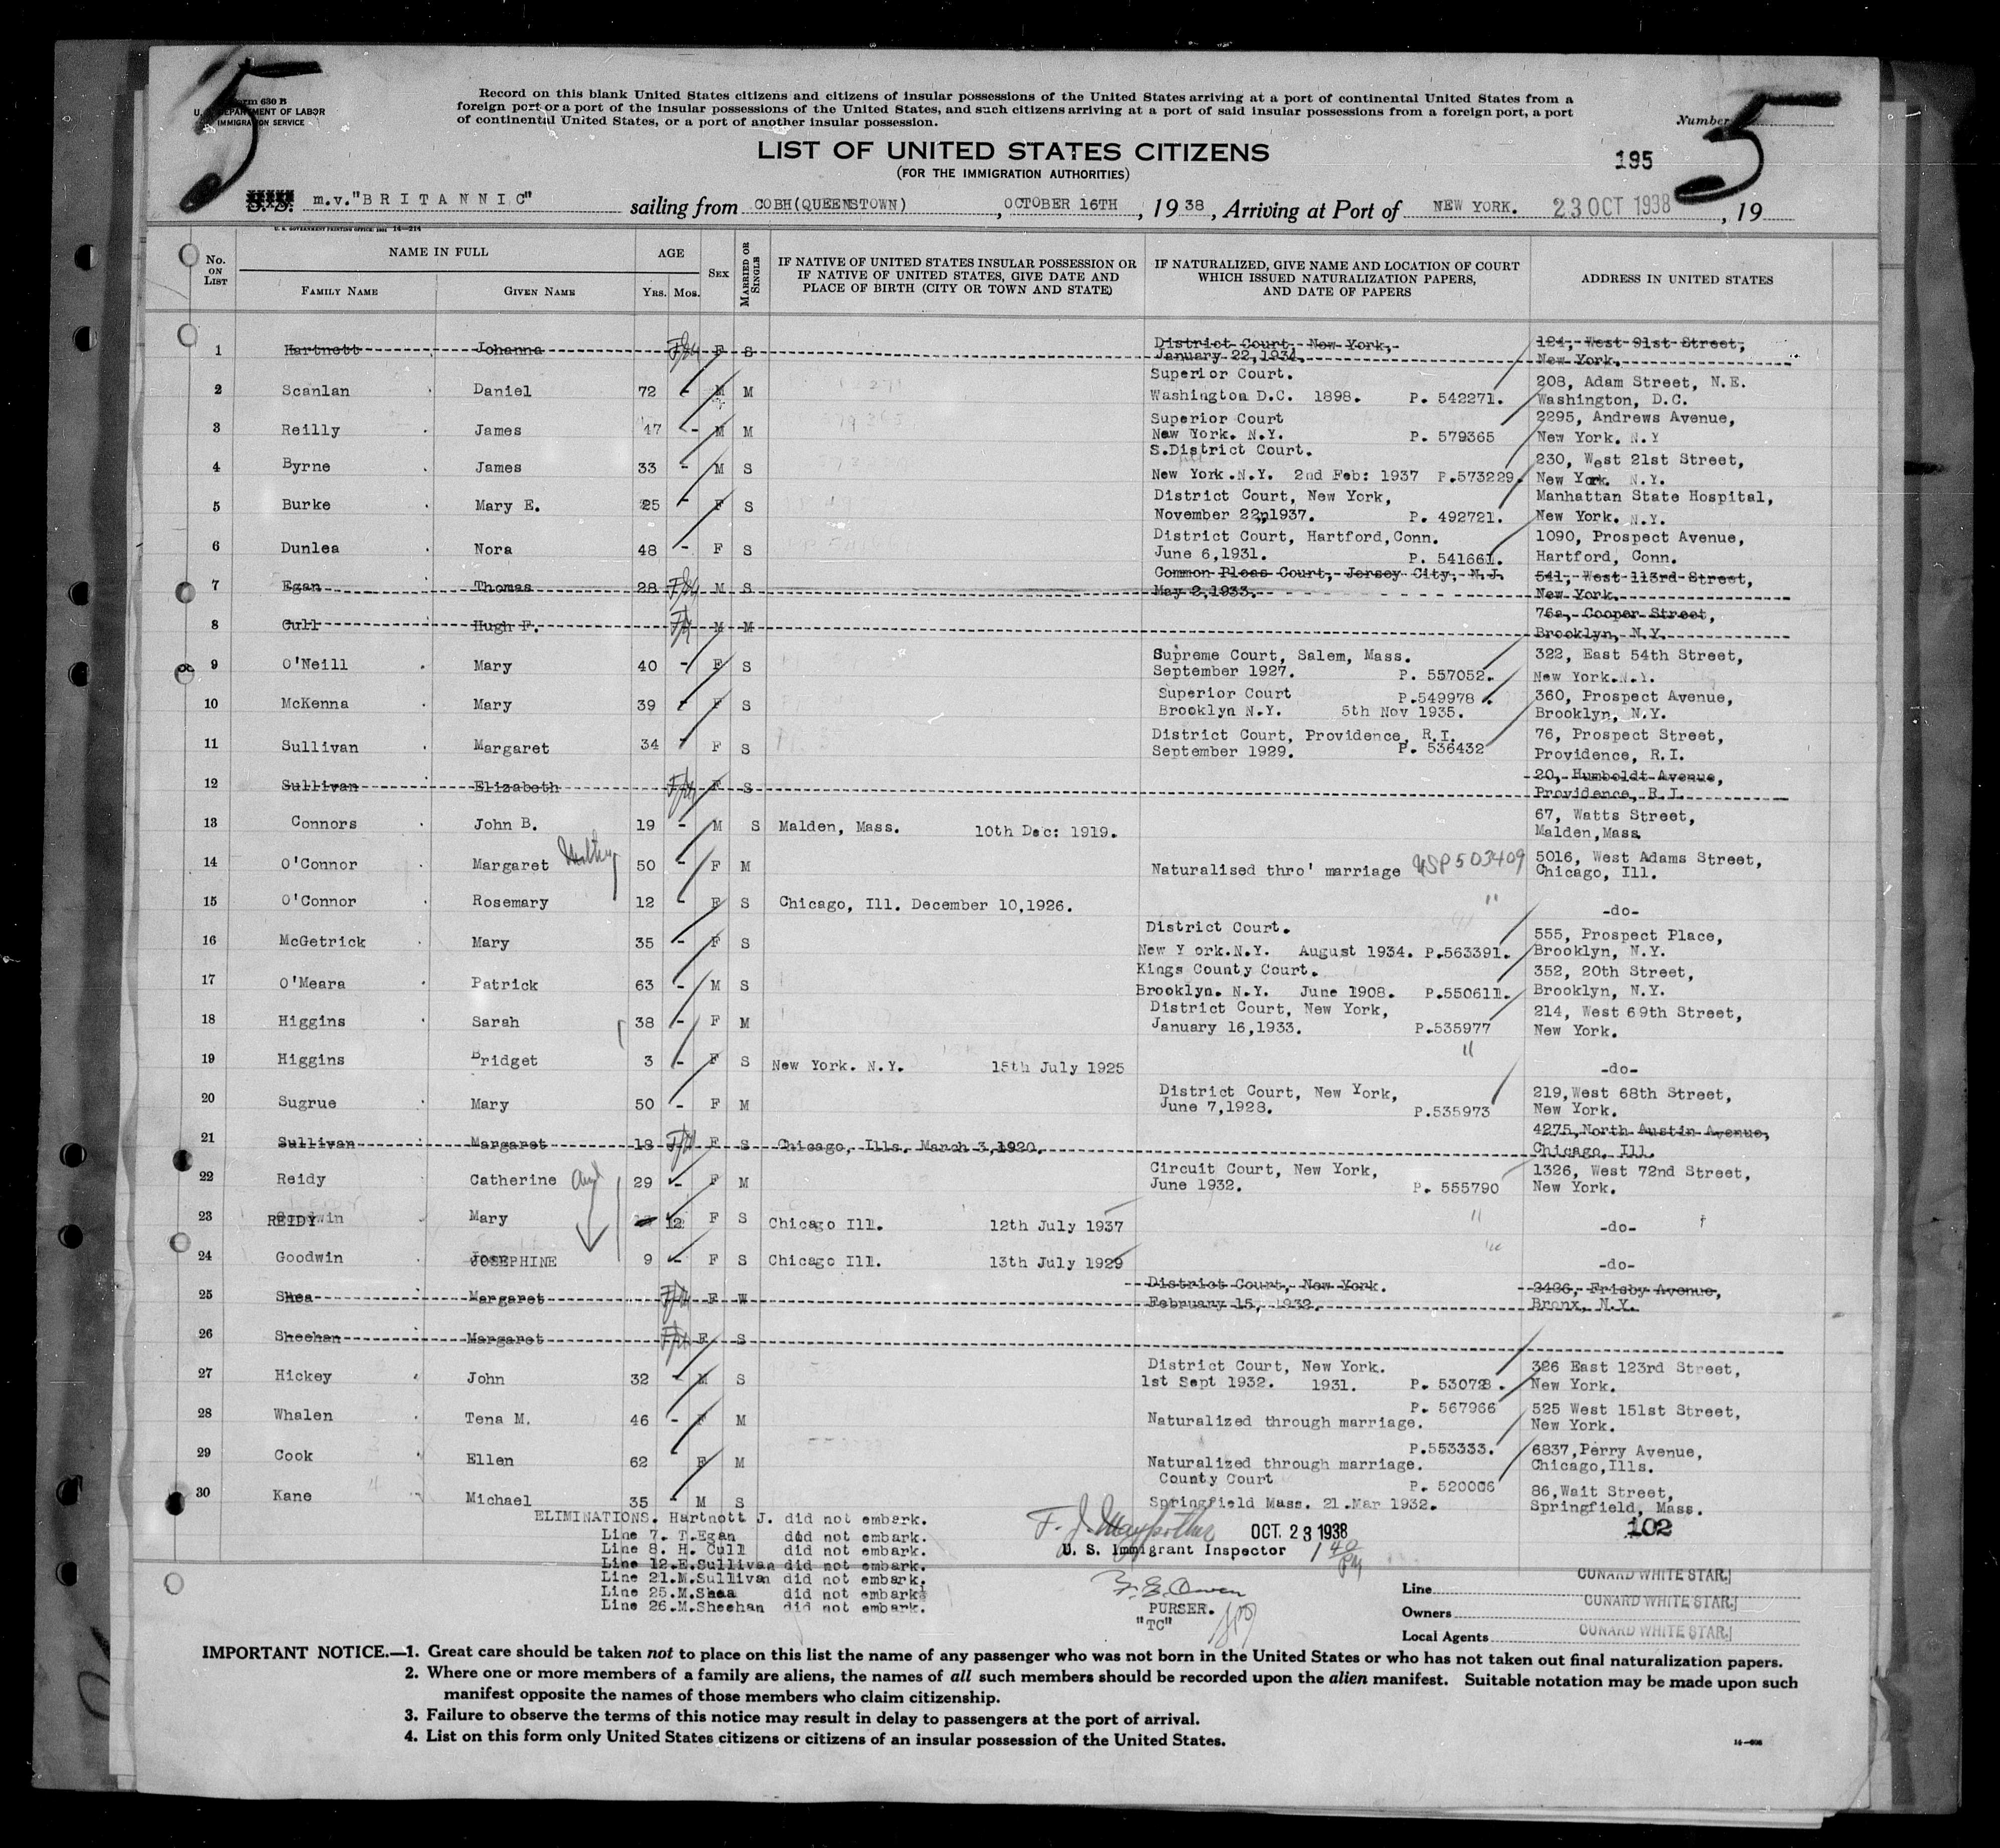 5
5
Form 630 B
U. S. DEPARTMENT OF LABOR
IMMIGRATION SERVICE
Record on this blank United States citizens and citizens of insular possessions of the United States arriving at a port of continental United States from a
foreign port or a port of the insular possessions of the United States, and such citizens arriving at a port of said insular possessions from a foreign port, a port
of continental United States, or a port of another insular possession.
Number
LIST OF UNITED STATES CITIZENS
(FOR THE IMMIGRATION AUTHORITIES)
195
S. S. m.v."BRITANNIC" sailing from COBH(QUEENSTOWN), OCTOBER 16TH, 1938, Arriving at Port of NEW YORK. 23 OCT 1938, 19
U. S. GOVERNMENT PRINTING OFFICE: 14—214
No. ON LIST NAME IN FULL AGE SEX MARRIED OR SINGLE IF NATIVE OF UNITED STATES INSULAR POSSESSION OR IF NATIVE OF UNITED STATES, GIVE DATE AND PLACE OF BIRTH (CITY OR TOWN AND STATE) IF NATURALIZED, GIVE NAME AND LOCATION OF COURT WHICH ISSUED NATURALIZATION PAPERS, AND DATE OF PAPERS ADDRESS IN UNITED STATES
FAMILY NAME GIVEN NAME YRS. MOS.
1 Hartnett Johanna F S District Court, New York, January 22,1934. 124, West 91st Street, New York.
2 Scanlan Daniel 72 - M M Superior Court. Washington D.C. 1898. P. 542271. 208, Adam Street, N.E. Washington, D.C.
3 Reilly James 47 - M M Superior Court New York. N.Y. P. 579365 2295, Andrews Avenue, New York. N.Y
4 Byrne James 33 - M S S.District Court. New York.N.Y. 2nd Feb: 1937 P.573229. 230, West 21st Street, New York. N.Y.
5 Burke Mary E. 25 - F S District Court, New York, November 22, 1937. P. 492721. Manhattan State Hospital, New York. N.Y.
6 Dunlea Nora 48 - F S District Court, Hartford,Conn. June 6,1931. P. 541661. 1090, Prospect Avenue, Hartford, Conn.
7 Egan Thomas 28 M S Common Pleas Court, Jersey City, N.J. May 2,1933. 541, West 113rd Street, New York.
8 Cull Hugh F. M M 76a, Cooper Street, Brooklyn, N.Y.
9 O'Neill Mary 40 - F S Supreme Court, Salem, Mass. September 1927. P. 557052. 322, East 54th Street, New York.N.Y.
10 McKenna Mary 39 - F S Superior Court P.549978. Brooklyn N.Y. 5th Nov 1935. 360, Prospect Avenue, Brooklyn, N.Y.
11 Sullivan Margaret 34 - F S District Court, Providence, R.I. September 1929. P. 536432 76, Prospect Street, Providence, R.I.
12 Sullivan Elizabeth F S 20, Humboldt Avenue, Providence, R.I.
13 Connors John B. 19 - M S Malden, Mass. 10th Dec: 1919. 67, Watts Street, Malden,Mass
14 O'Connor Margaret 50 - F M Naturalised thro' marriage USP503409 5016, West Adams Street, Chicago, Ill.
15 O'Connor Rosemary 12 - F S Chicago, Ill. December 10,1926. " -do-
16 McGetrick Mary 35 - F S District Court. New York.N.Y. August 1934. P.563391. 555, Prospect Place, Brooklyn, N.Y.
17 O'Meara Patrick 63 - M S Kings County Court. Brooklyn. N.Y. June 1908. P.550611. 352, 20th Street, Brooklyn, N.Y.
18 Higgins Sarah 38 - F M District Court, New York, January 16,1933. P.535977 214, West 69th Street, New York.
19 Higgins Bridget 3 - F S New York. N.Y. 15th July 1925 " -do-
20 Sugrue Mary 50 - F M District Court, New York, June 7,1928. P.535973 219,West 68th Street, New York.
21 Sullivan Margaret 18 F S Chicago, Ills. March 3,1920. 4275,North Austin Avenue, Chicago, Ill.
22 Reidy Catherine 29 - F M Circuit Court, New York, June 1932. P. 555790 1326, West 72nd Street, New York.
23 REIDY Mary 12 F S Chicago Ill. 12th July 1937 " -do-
24 Goodwin JOSEPHINE 9 - F S Chicago Ill. 13th July 1929 " -do-
25 Shea Margaret F W District Court, New York. February 15, 1932. 2426, Frisby Avenue, Bronx, N.Y.
26 Sheehan Margaret F S
27 Hickey John 32 - M S District Court, New York. 1st Sept 1932. 1931. P. 530728. 326 East 123rd Street, New York.
28 Whalen Tena M. 46 - F M P. 567966 Naturalized through marriage. 525 West 151st Street, New York.
29 Cook Ellen 62 F M P.553333. Naturalized through marriage. 6837,Perry Avenue, Chicago,Ills.
30 Kane Michael 35 - M S County Court P. 520006 Springfield Mass. 21.Mar 1932. 86,Wait Street, Springfield, Mass.
102
ELIMINATIONS. Hartnott J. did not embark.
Line 7. T.Egan did not embark.
Line 8. H. Cull did not embark.
Line 12.E.Sullivan did not embark.
Line 21.M.Sullivan did not embark.
Line 25.M.Shea did not embark.
Line 26.M.Sheehan did not embark.
OCT. 23 1938
U. S. Immigrant Inspector 1 40 PM
PURSER.
"TC"
Line CUNARD WHITE STAR.
Owners CUNARD WHITE STAR.
Local Agents CUNARD WHITE STAR.
IMPORTANT NOTICE.—1. Great care should be taken not to place on this list the name of any passenger who was not born in the United States or who has not taken out final naturalization papers.
2. Where one or more members of a family are aliens, the names of all such members should be recorded upon the alien manifest. Suitable notation may be made upon such
manifest opposite the names of those members who claim citizenship.
3. Failure to observe the terms of this notice may result in delay to passengers at the port of arrival.
4. List on this form only United States citizens or citizens of an insular possession of the United States.